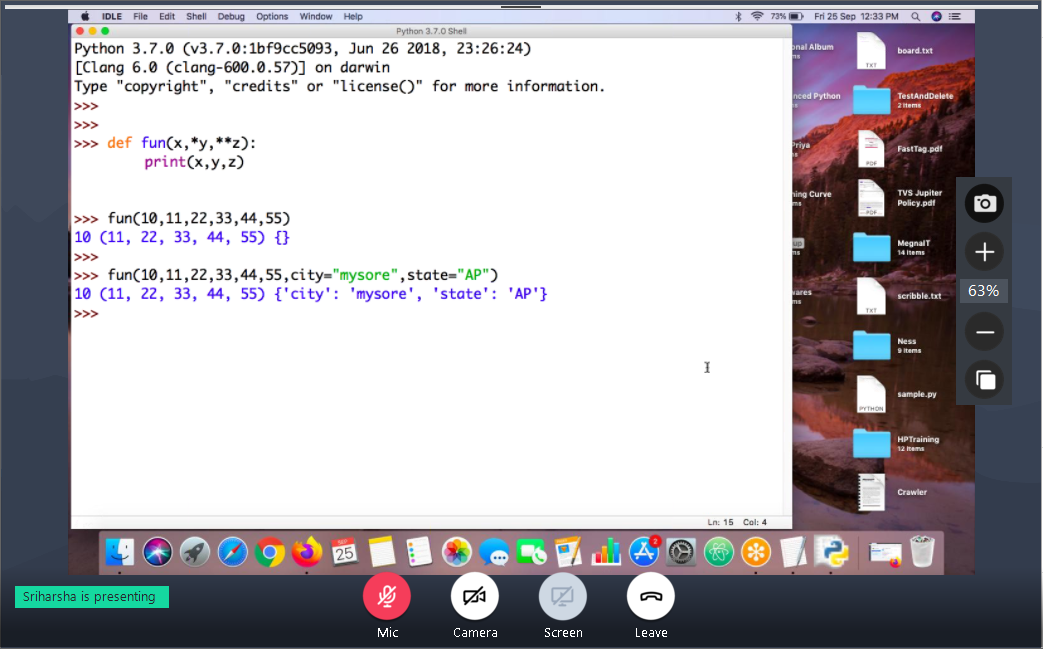 IDLE File Edit Shell Debug Options Window Help 73% Fri 25 Sep 12:33 PM
Python 3.7.0 Shell
Python 3.7.0 (v3.7.0:1bf9cc5093, Jun 26 2018, 23:26:24)
[Clang 6.0 (clang-600.0.57)] on darwin
Type "copyright", "credits" or "license()" for more information.
>>>
>>>
>>> def fun(x,*y,**z):
print(x,y,z)
>>> fun(10,11,22,33,44,55)
10 (11, 22, 33, 44, 55) {}
>>>
>>> fun(10,11,22,33,44,55,city="mysore",state="AP")
10 (11, 22, 33, 44, 55) {'city': 'mysore', 'state': 'AP'}
>>>
Ln: 15 Col: 4
onal Album
ms
nced Python
ms
Priya
ms
ning Curve
ms
up
ms
wares
ms
board.txt
TXT
TestAndDelete
2 items
FastTag.pdf
PDF
TVS Jupiter
Policy.pdf
PDF
MegnaIT
14 items
scribble.txt
TXT
Ness
9 items
sample.py
PYTHON
HPTraining
12 items
Crawler
63%
SEP
25
2
Sriharsha is presenting
Mic
Camera
Screen
Leave